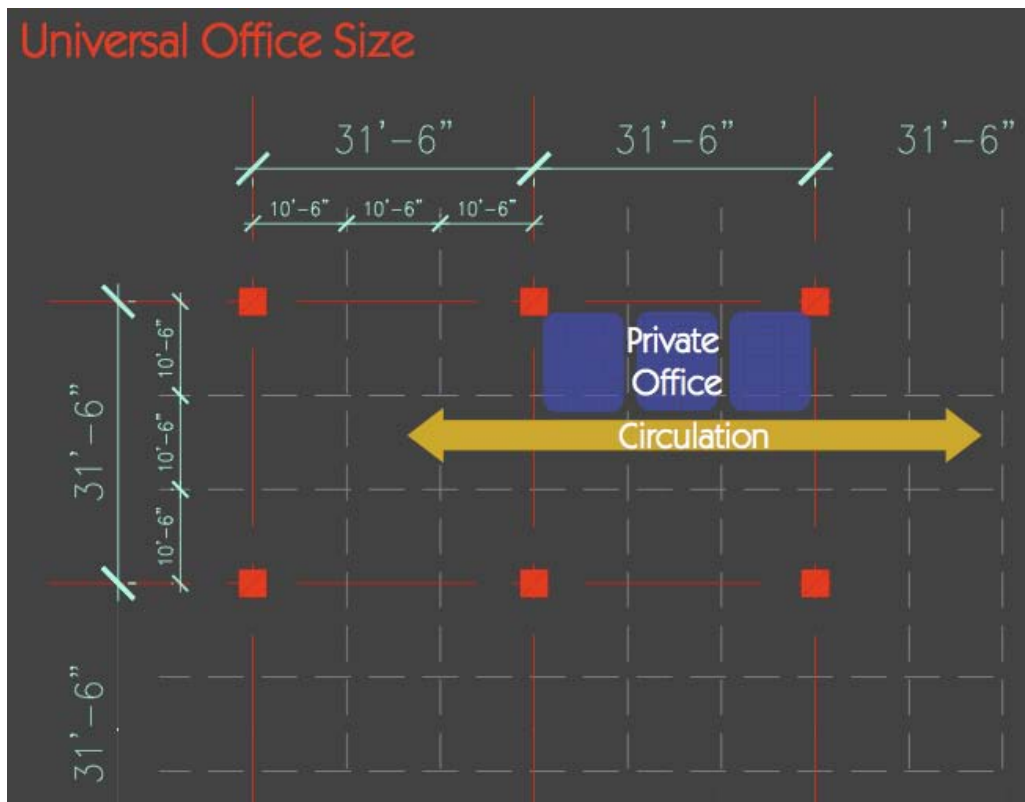 Universal Office Size
31'-6" 31'-6" 31'-6"
10'-6" 10'-6" 10'-6"
10'-6"
31'-6"
10'-6"
10'-6"
Private
Office
Circulation
31'-6"